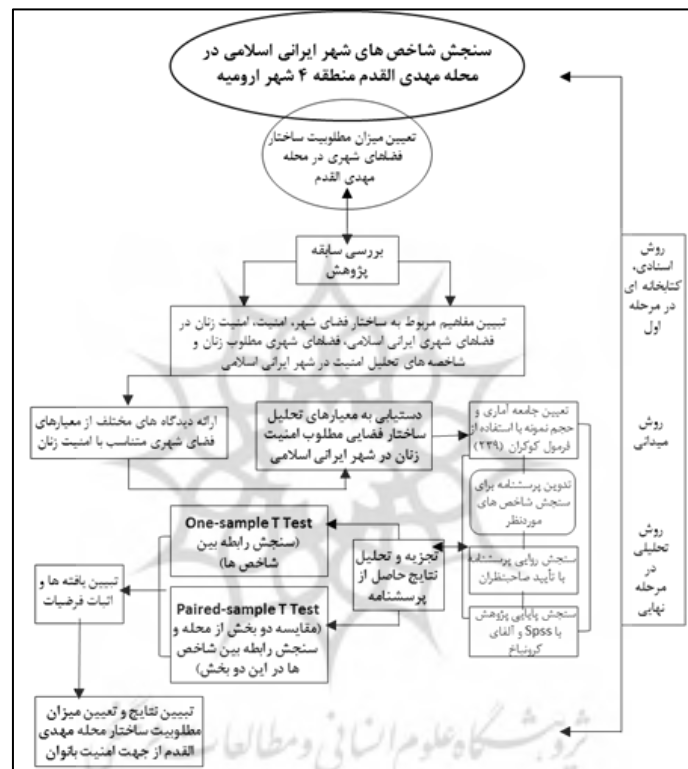 سنجش شاخص های شهر ایرانی اسلامی در
محله مهدی القدم منطقه ۴ شهر ارومیه
تعیین میزان مطلوبیت ساختار
فضاهای شهری در محله
مهدی القدم
بررسی سابقه
پژوهش
تبیین مفاهیم مربوط به ساختار فضای شهر، امنیت، امنیت زنان در
فضاهای شهری ایرانی اسلامی، فضاهای شهری مطلوب زنان و
شاخصه های تحلیل امنیت در شهر ایرانی اسلامی
روش
اسنادی،
کتابخانه ای
در مرحله
اول
تعیین جامعه آماری و
حجم نمونه با استفاده از
فرمول کوکران (۲۳۹)
دستیابی به معیارهای تحلیل
ساختار فضایی مطلوب امنیت
زنان در شهر ایرانی اسلامی
ارائه دیدگاه های مختلف از معیارهای
فضای شهری متناسب با امنیت زنان
روش
میدانی
تدوین پرسشنامه برای
سنجش شاخص های
موردنظر
سنجش روایی پرسشنامه
با تأیید صاحبنظران
سنجش پایایی پژوهش
با Spss و آلفای
کرونباخ
روش
تحلیلی
در
مرحله
نهایی
تجزیه و تحلیل
نتایج حاصل از
پرسشنامه
One-sample T Test
(سنجش رابطه بین
شاخص ها)
Paired-sample T Test
(مقایسه دو بخش از محله و
سنجش رابطه بین شاخص
ها در این دو بخش)
تبیین یافته ها و
اثبات فرضیات
تبیین نتایج و تعیین میزان
مطلوبیت ساختار محله مهدی
القدم از جهت امنیت بانوان
پژوهشگاه علوم انسانی و مطالعات فرهنگی